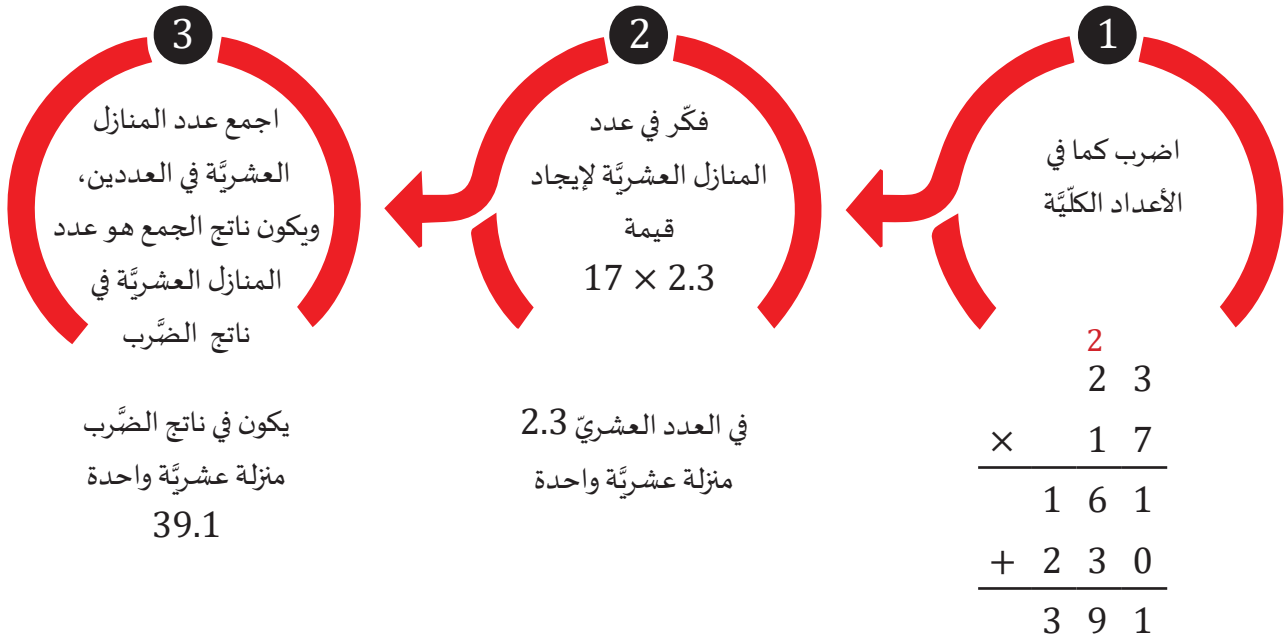 1
اضرب كما في
الأعداد الكلّيَّة
2
2 3
× 1 7
1 6 1
+ 2 3 0
3 9 1
2
فكّر في عدد
المنازل العشريَّة لإيجاد
قيمة
17 × 2.3
في العدد العشريّ 2.3
منزلة عشريَّة واحدة
3
اجمع عدد المنازل
العشريَّة في العددين،
ويكون ناتج الجمع هو عدد
المنازل العشريَّة في
ناتج الضَّرب
يكون في ناتج الضَّرب
منزلة عشريَّة واحدة
39.1